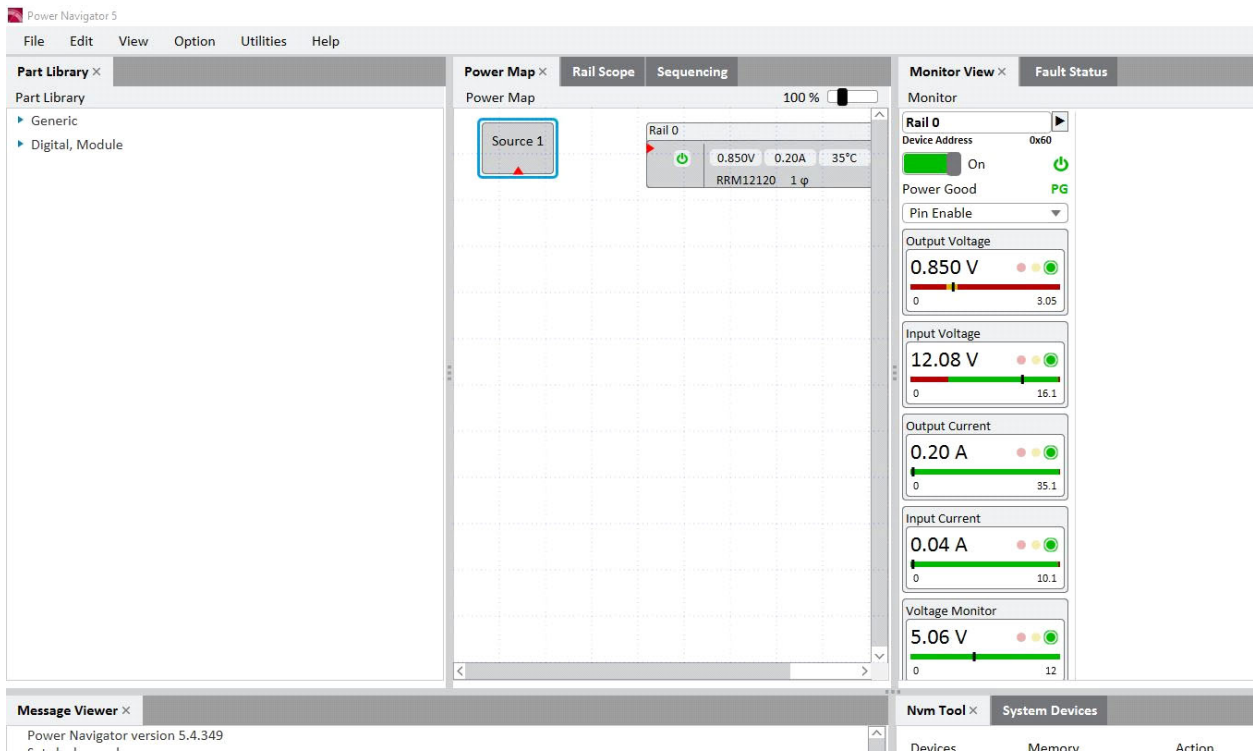 Power Navigator 5
File Edit View Option Utilities Help
Part Library ×
Part Library
Generic
Digital, Module
Power Map × Rail Scope Sequencing
Power Map 100 %
Source 1
Rail 0
0.850V 0.20A 35°C
RRM12120 1 φ
Monitor View × Fault Status
Monitor
Rail 0
Device Address 0x60
On
Power Good PG
Pin Enable
Output Voltage
0.850 V
0 3.05
Input Voltage
12.08 V
0 16.1
Output Current
0.20 A
0 35.1
Input Current
0.04 A
0 10.1
Voltage Monitor
5.06 V
0 12
Message Viewer ×
Power Navigator version 5.4.349
Nvm Tool × System Devices
Devices Memory Action